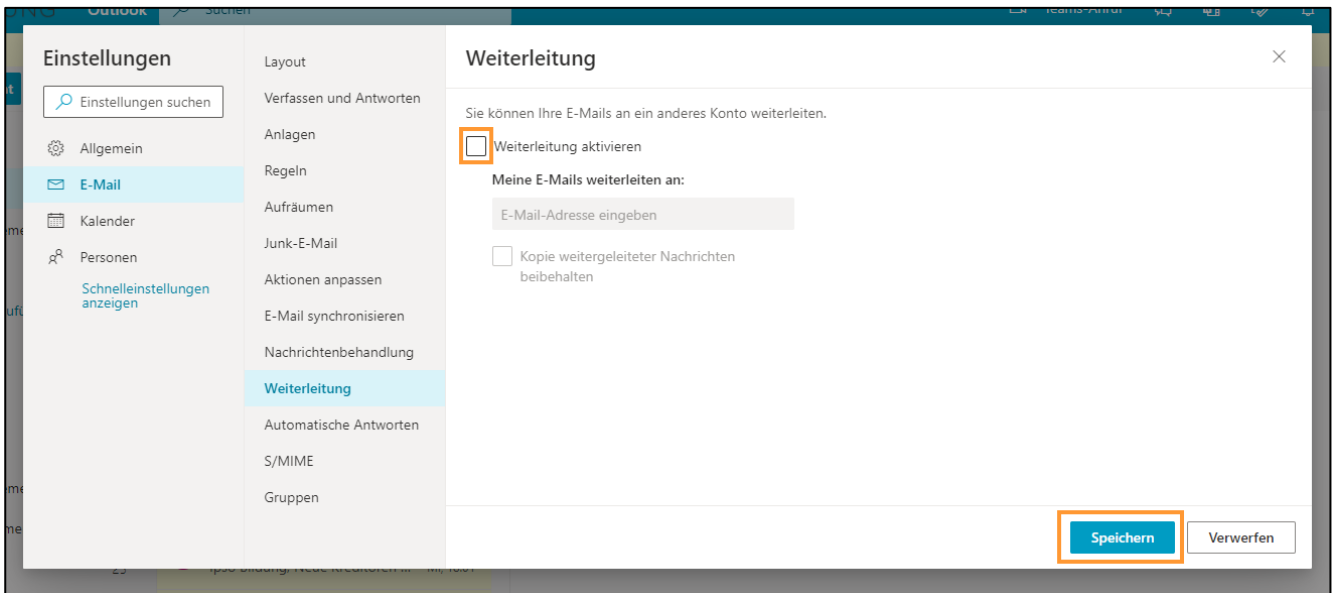 Outlook
Suchen
Teams-Anruf
Einstellungen
Einstellungen suchen
Allgemein
E-Mail
Kalender
Personen
Schnelleinstellungen
anzeigen
Layout
Verfassen und Antworten
Anlagen
Regeln
Aufräumen
Junk-E-Mail
Aktionen anpassen
E-Mail synchronisieren
Nachrichtenbehandlung
Weiterleitung
Automatische Antworten
S/MIME
Gruppen
Weiterleitung
Sie können Ihre E-Mails an ein anderes Konto weiterleiten.
Weiterleitung aktivieren
Meine E-Mails weiterleiten an:
E-Mail-Adresse eingeben
Kopie weitergeleiteter Nachrichten
beibehalten
Speichern
Verwerfen